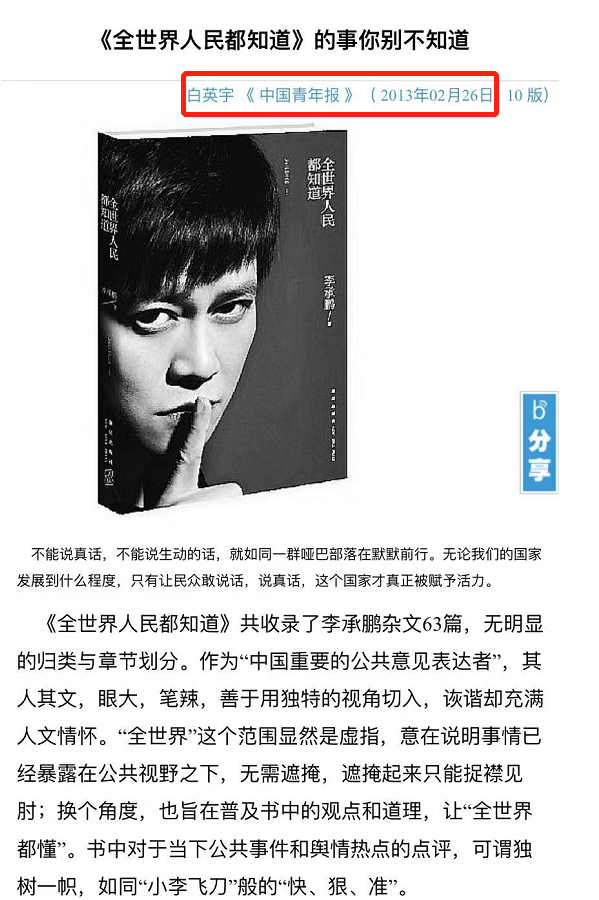 《全世界人民都知道》的事你别不知道
白英宇 《 中国青年报 》（ 2013年02月26日 10 版）
全世界人民
都知道
李承鹏
全世界人民
都知道
李承鹏
b
分
享
不能说真话，不能说生动的话，就如同一群哑巴部落在默默前行。无论我们的国家
发展到什么程度，只有让民众敢说话，说真话，这个国家才真正被赋予活力。
《全世界人民都知道》共收录了李承鹏杂文63篇，无明显
的归类与章节划分。作为“中国重要的公共意见表达者”，其
人其文，眼大，笔辣，善于用独特的视角切入，诙谐却充满
人文情怀。“全世界”这个范围显然是虚指，意在说明事情已
经暴露在公共视野之下，无需遮掩，遮掩起来只能捉襟见
肘；换个角度，也旨在普及书中的观点和道理，让“全世界
都懂”。书中对于当下公共事件和舆情热点的点评，可谓独
树一帜，如同“小李飞刀”般的“快、狠、准”。